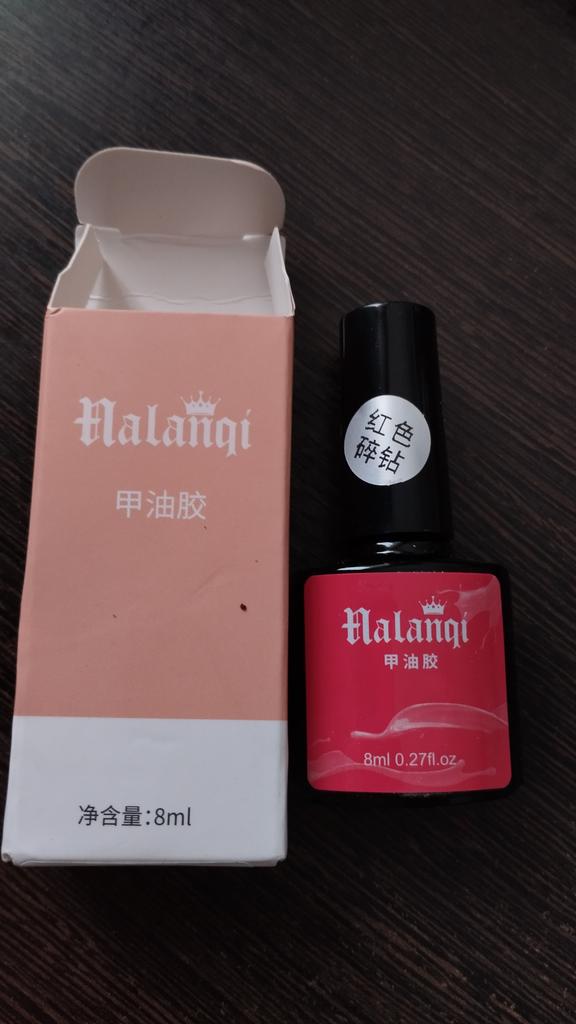 Nalanqi
甲油胶
净含量:8ml
红色
碎钻
Nalanqi
甲油胶
8ml 0.27fl.oz